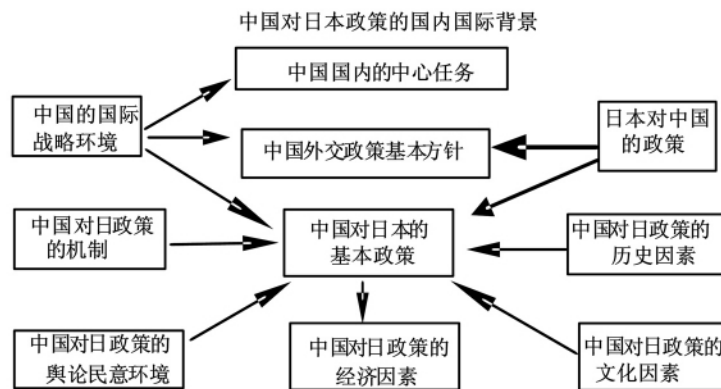 中国对日本政策的国内国际背景
中国国内的中心任务
中国的国际
战略环境
中国外交政策基本方针
日本对中国
的政策
中国对日政策
的机制
中国对日本的
基本政策
中国对日政策的
历史因素
中国对日政策的
舆论民意环境
中国对日政策的
经济因素
中国对日政策的
文化因素